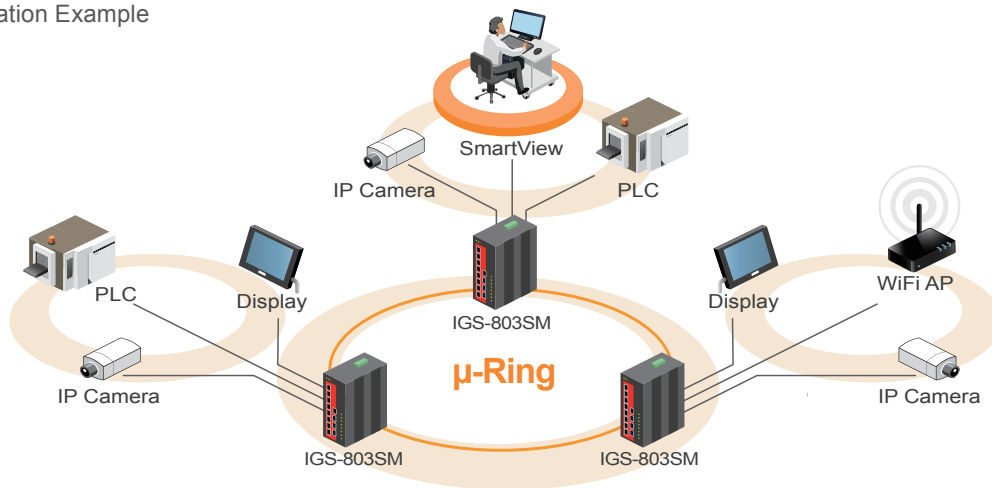 ation Example
SmartView
IP Camera
PLC
PLC
Display
IGS-803SM
Display
WiFi AP
μ-Ring
IP Camera
IP Camera
IGS-803SM
IGS-803SM